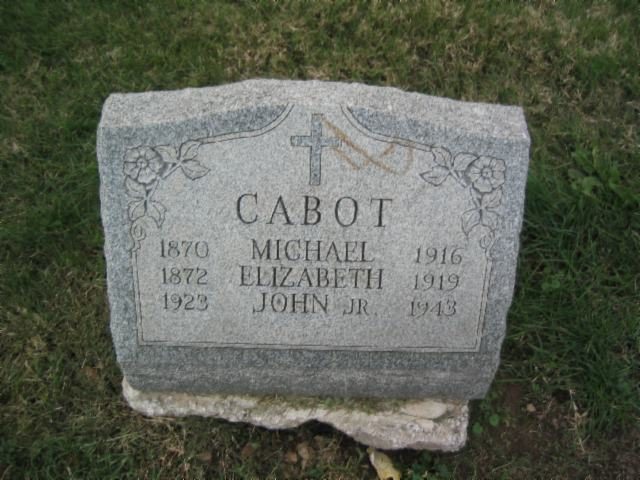 CABOT
1870 MICHAEL 1916
1872 ELIZABETH 1919
1923 JOHN JR. 1943